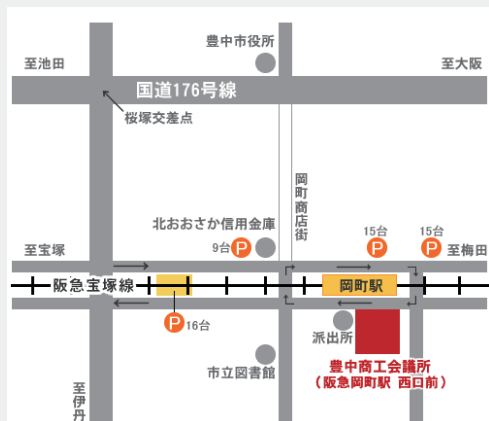 豊中市役所
至池田
至大阪
国道176号線
桜塚交差点
岡町商店街
北おおさか信用金庫
9台 P
15台
P
15台
P
至宝塚
至梅田
阪急宝塚線
岡町駅
P 16台
派出所
市立図書館
豊中商工会議所
(阪急岡町駅 西口前)
至伊丹